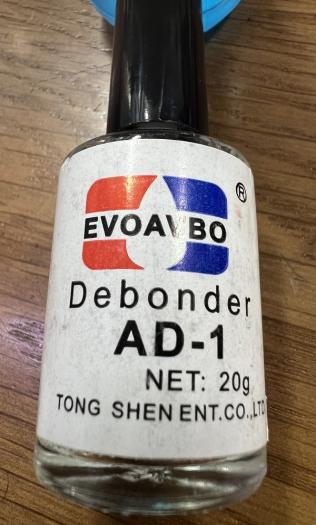 ®
EVOAVBO
Debonder
AD-1
NET: 20g
TONG SHEN ENT.CO.,LTD